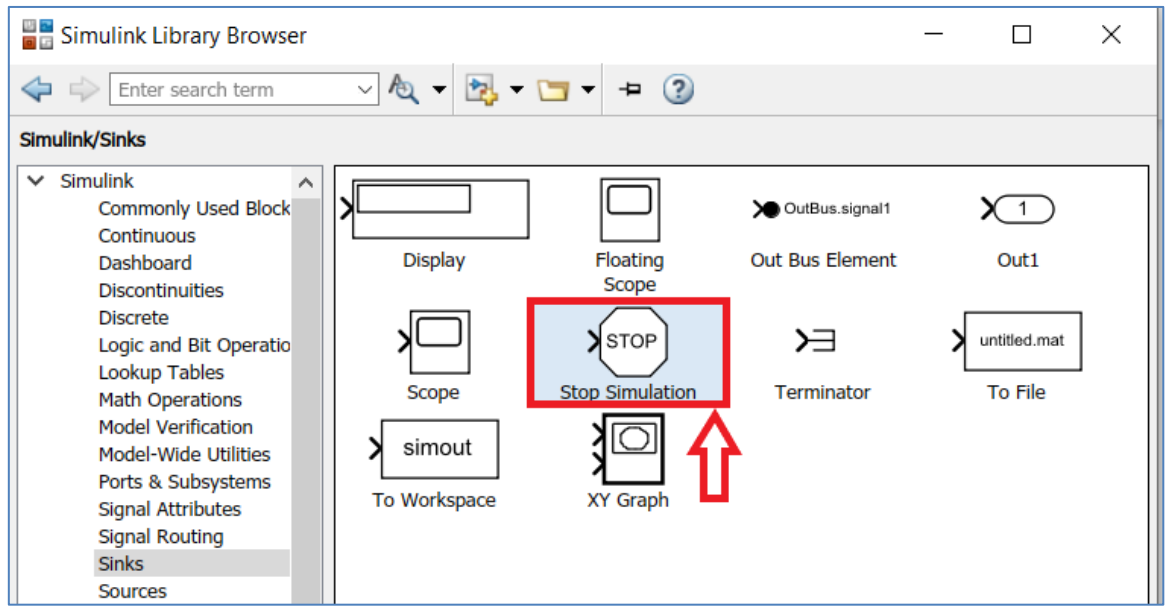 Simulink Library Browser
Enter search term
Simulink/Sinks
Simulink
Commonly Used Block
Continuous
Dashboard
Discontinuities
Discrete
Logic and Bit Operatio
Lookup Tables
Math Operations
Model Verification
Model-Wide Utilities
Ports & Subsystems
Signal Attributes
Signal Routing
Sinks
Sources
Display
Floating
Scope
OutBus.signal1
Out Bus Element
1
Out1
Scope
STOP
Stop Simulation
Terminator
untitled.mat
To File
simout
To Workspace
XY Graph